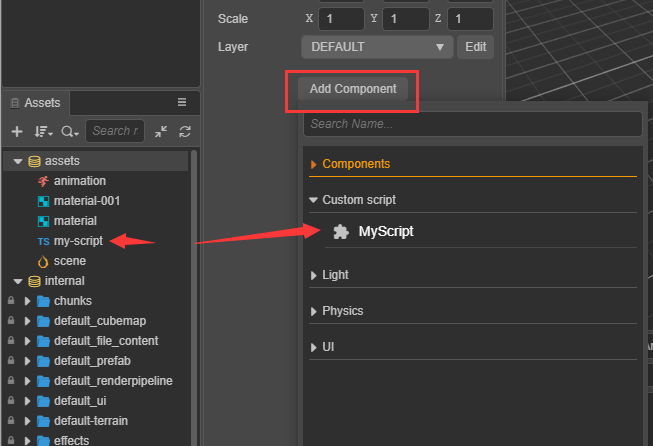 Scale X 1 Y 1 Z 1
Layer DEFAULT Edit
Add Component
Assets
Search r
assets
animation
material-001
material
TS my-script
scene
internal
chunks
default_cubemap
default_file_content
default_prefab
default_renderpipeline
default_ui
default-terrain
effects
Search Name...
Components
Custom script
MyScript
Light
Physics
UI